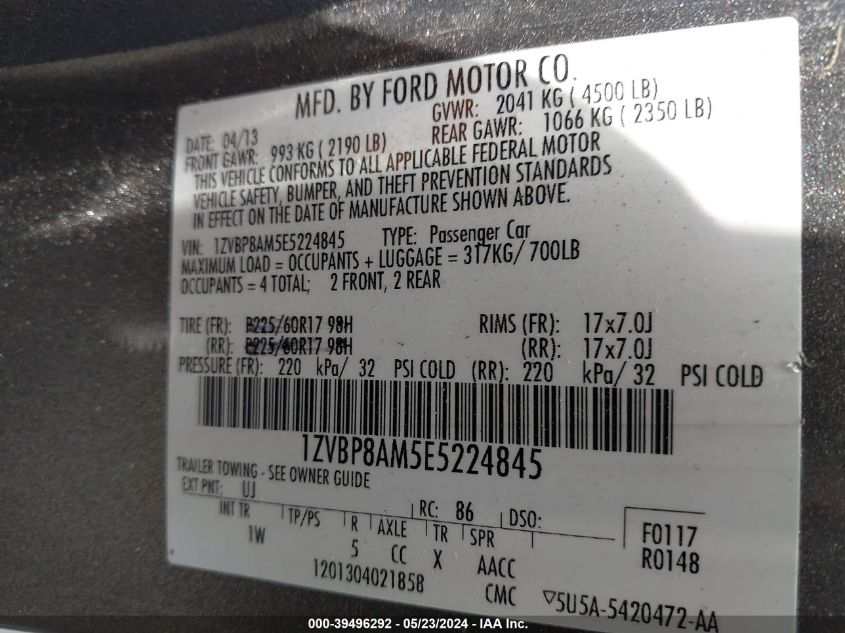 MFD. BY FORD MOTOR CO.
DATE: 04/13 GVWR: 2041 KG ( 4500 LB)
FRONT GAWR: 993 KG ( 2190 LB) REAR GAWR: 1066 KG ( 2350 LB)
THIS VEHICLE CONFORMS TO ALL APPLICABLE FEDERAL MOTOR
VEHICLE SAFETY, BUMPER, AND THEFT PREVENTION STANDARDS
IN EFFECT ON THE DATE OF MANUFACTURE SHOWN ABOVE.
VIN: 1ZVBP8AM5E5224845 TYPE: Passenger Car
MAXIMUM LOAD = OCCUPANTS + LUGGAGE = 317KG/ 700LB
OCCUPANTS = 4 TOTAL; 2 FRONT, 2 REAR
TIRE (FR): P225/60R17 98H RIMS (FR): 17x7.0J
(RR): P225/60R17 98H (RR): 17x7.0J
PRESSURE (FR): 220 kPa/ 32 PSI COLD (RR): 220 kPa/ 32 PSI COLD
1ZVBP8AM5E5224845
TRAILER TOWING - SEE OWNER GUIDE
EXT PNT: UJ RC: 86 DSO:
INT TR TP/PS R AXLE TR SPR F0117
1W 5 CC X AACC R0148
1201304021858 CMC ▽5U5A-5420472-AA
000-39496292 - 05/23/2024 - IAA Inc.